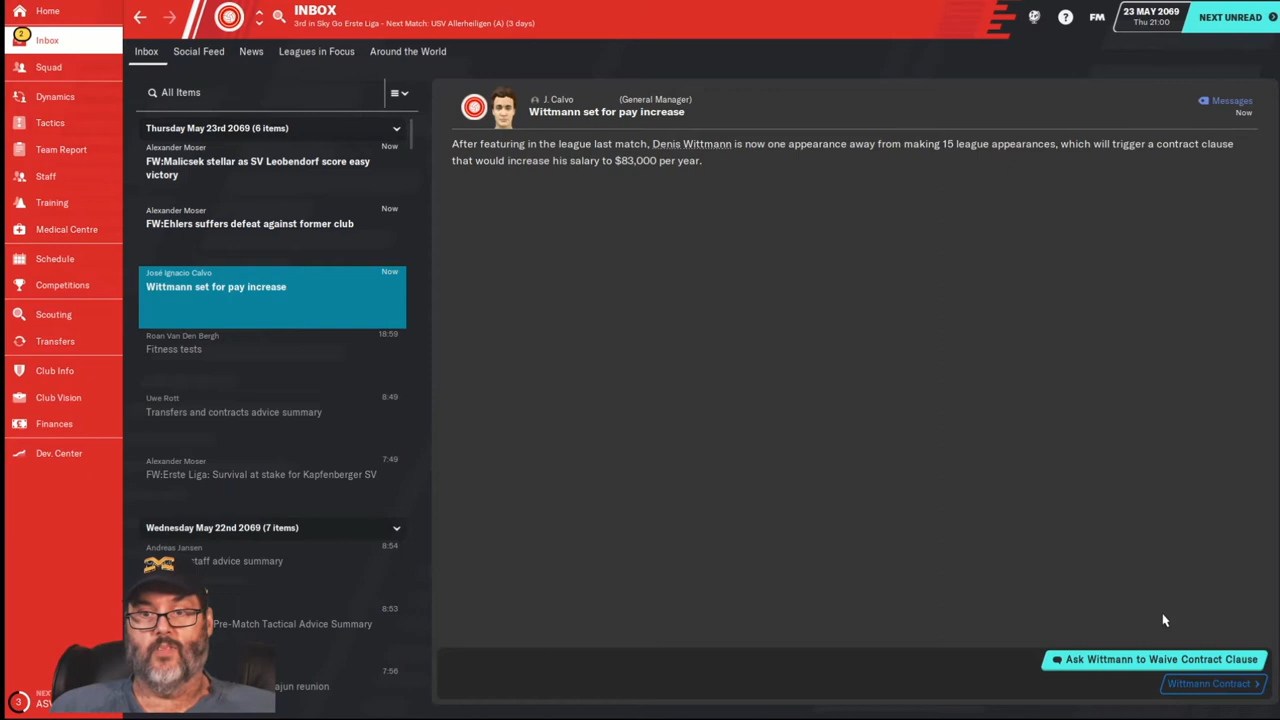 Home
INBOX
3rd in Sky Go Erste Liga - Next Match: USV Allerheiligen (A) (3 days)
FM
23 MAY 2069
Thu 21:00
NEXT UNREAD
2
Inbox
Squad
Dynamics
Tactics
Team Report
Staff
Training
Medical Centre
Schedule
Competitions
Scouting
Transfers
Club Info
Club Vision
Finances
Dev. Center
3
NEX
ASV
Inbox Social Feed News Leagues in Focus Around the World
All Items
Thursday May 23rd 2069 (6 items)
Alexander Moser Now
FW:Malicsek stellar as SV Leobendorf score easy
victory
Alexander Moser Now
FW:Ehlers suffers defeat against former club
José Ignacio Calvo Now
Wittmann set for pay increase
Roan Van Den Bergh 18:59
Fitness tests
Uwe Rott 8:49
Transfers and contracts advice summary
Alexander Moser 7:49
FW:Erste Liga: Survival at stake for Kapfenberger SV
Wednesday May 22nd 2069 (7 items)
Andreas Jansen 8:54
staff advice summary
8:53
Pre-Match Tactical Advice Summary
7:56
ajun reunion
J. Calvo (General Manager)
Wittmann set for pay increase
Messages
Now
After featuring in the league last match, Denis Wittmann is now one appearance away from making 15 league appearances, which will trigger a contract clause
that would increase his salary to $83,000 per year.
Ask Wittmann to Waive Contract Clause
Wittmann Contract >